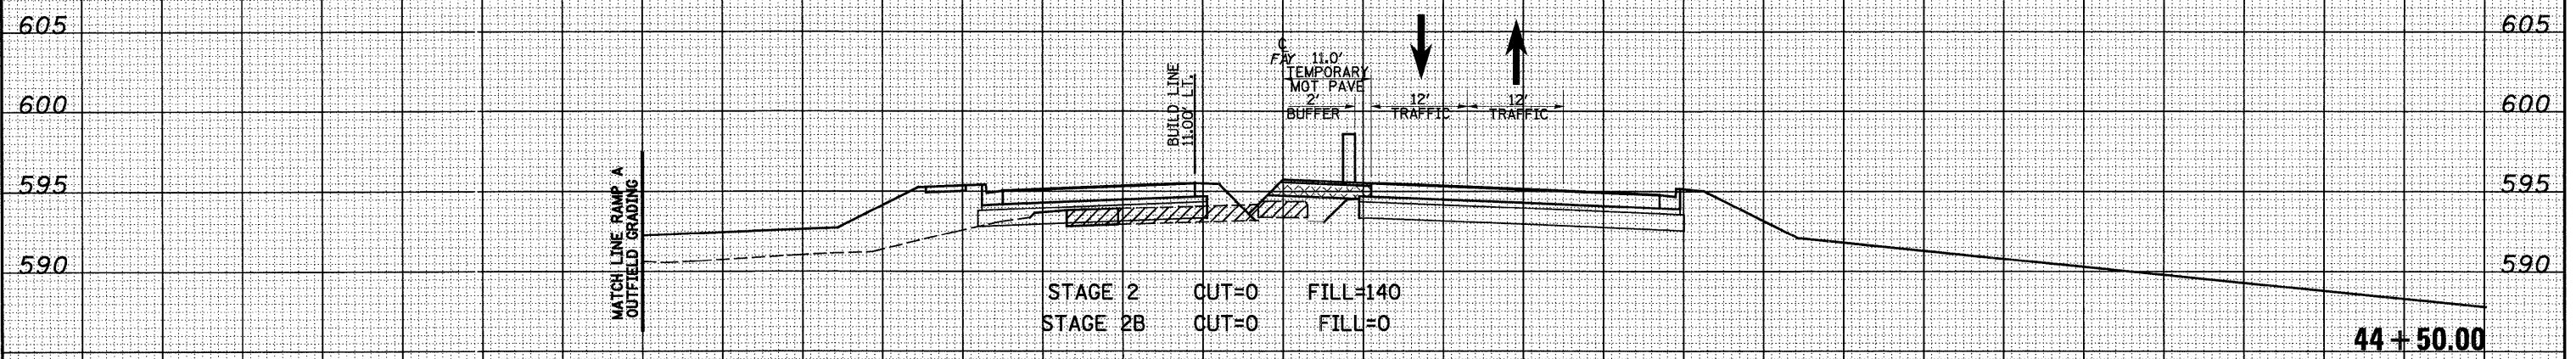 605
605
℄
FAY
11.0'
TEMPORARY
MOT PAVE
2'
BUFFER
12'
TRAFFIC
12'
TRAFFIC
600
600
BUILD LINE
11.00' LT.
595
595
MATCH LINE RAMP A
OUTFIELD GRADING
590
590
STAGE 2 CUT=0 FILL=140
STAGE 2B CUT=0 FILL=0
44+50.00